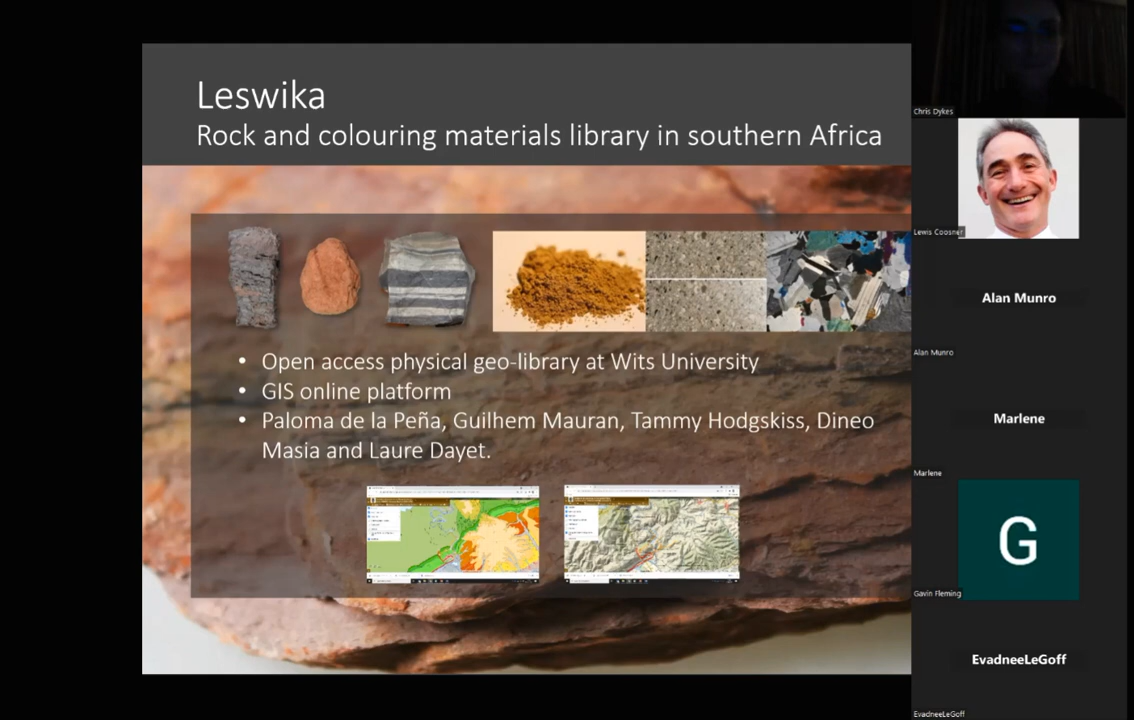 Leswika
Rock and colouring materials library in southern Africa
• Open access physical geo-library at Wits University
• GIS online platform
• Paloma de la Peña, Guilhem Mauran, Tammy Hodgskiss, Dineo
Masia and Laure Dayet.
Chris Dykes
Lewis Coosner
Alan Munro
Alan Munro
Marlene
Marlene
G
Gavin Fleming
EvadneeLeGoff
EvadneeLeGoff